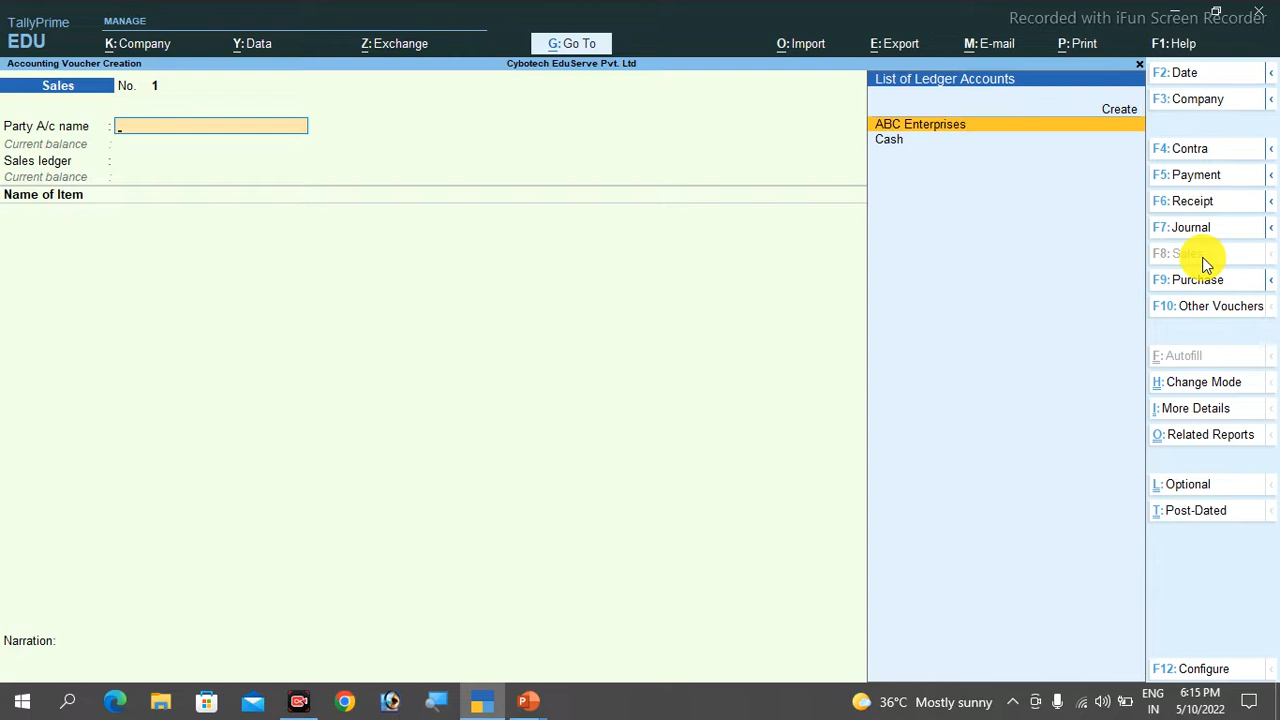 TallyPrime
EDU
MANAGE
K: Company
Y: Data
Z: Exchange
G: Go To
O: Import
E: Export
M: E-mail
P: Print
F1: Help
Recorded with iFun Screen Recorder
Accounting Voucher Creation
Cybotech EduServe Pvt. Ltd
Sales
No. 1
Party A/c name :
Current balance :
Sales ledger :
Current balance :
Name of Item
Narration:
List of Ledger Accounts
Create
ABC Enterprises
Cash
F2: Date
F3: Company
F4: Contra
F5: Payment
F6: Receipt
F7: Journal
F8: Sales
F9: Purchase
F10: Other Vouchers
F: Autofill
H: Change Mode
I: More Details
O: Related Reports
L: Optional
T: Post-Dated
F12: Configure
36°C Mostly sunny
ENG
IN
6:15 PM
5/10/2022